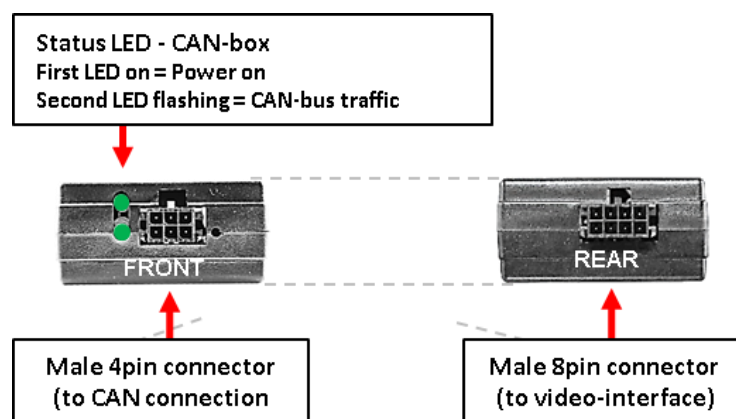 Status LED - CAN-box
First LED on = Power on
Second LED flashing = CAN-bus traffic
FRONT
REAR
Male 4pin connector
(to CAN connection
Male 8pin connector
(to video-interface)